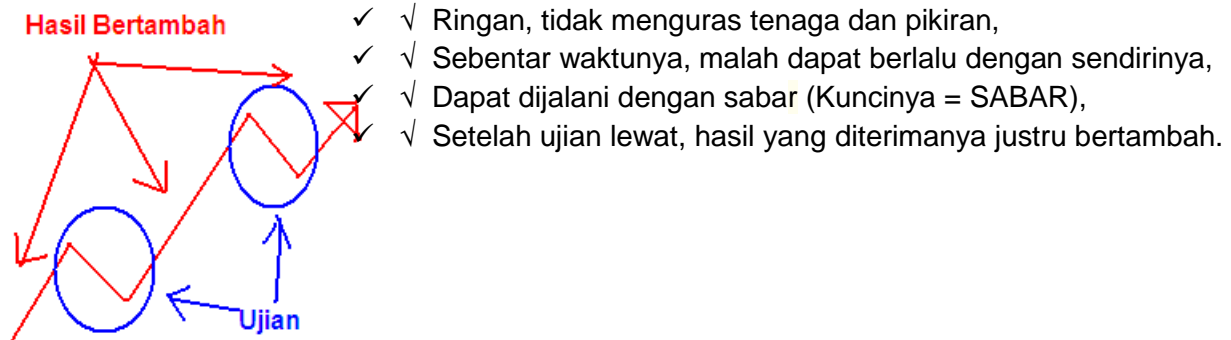 Hasil Bertambah
✓ √ Ringan, tidak menguras tenaga dan pikiran,
✓ √ Sebentar waktunya, malah dapat berlalu dengan sendirinya,
✓ √ Dapat dijalani dengan sabar (Kuncinya = SABAR),
✓ √ Setelah ujian lewat, hasil yang diterimanya justru bertambah.
Ujian